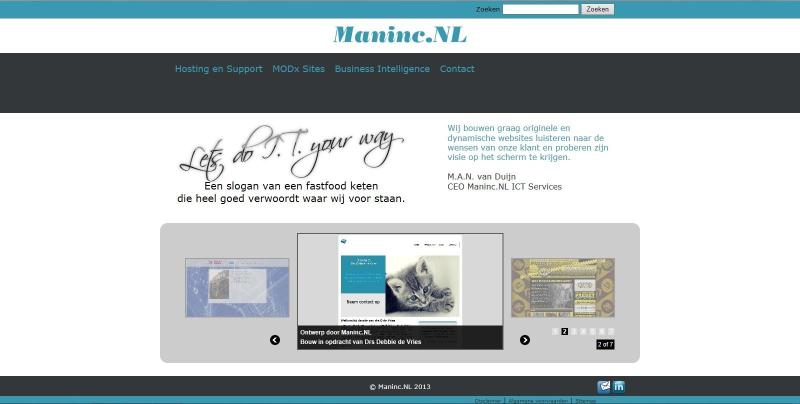 Zoeken Zoeken
Maninc.NL
Hosting en Support MODx Sites Business Intelligence Contact
Lets do I.T. your way
Een slogan van een fastfood keten
die heel goed verwoordt waar wij voor staan.
Wij bouwen graag originele en
dynamische websites luisteren naar de
wensen van onze klant en proberen zijn
visie op het scherm te krijgen.
M.A.N. van Duijn
CEO Maninc.NL ICT Services
Neem contact op
Ontwerp door Maninc.NL
Bouw in opdracht van Drs Debbie de Vries
1 2 3 4 5 6 7
2 of 7
© Maninc.NL 2013
Disclaimer | Algemene voorwaarden | Sitemap